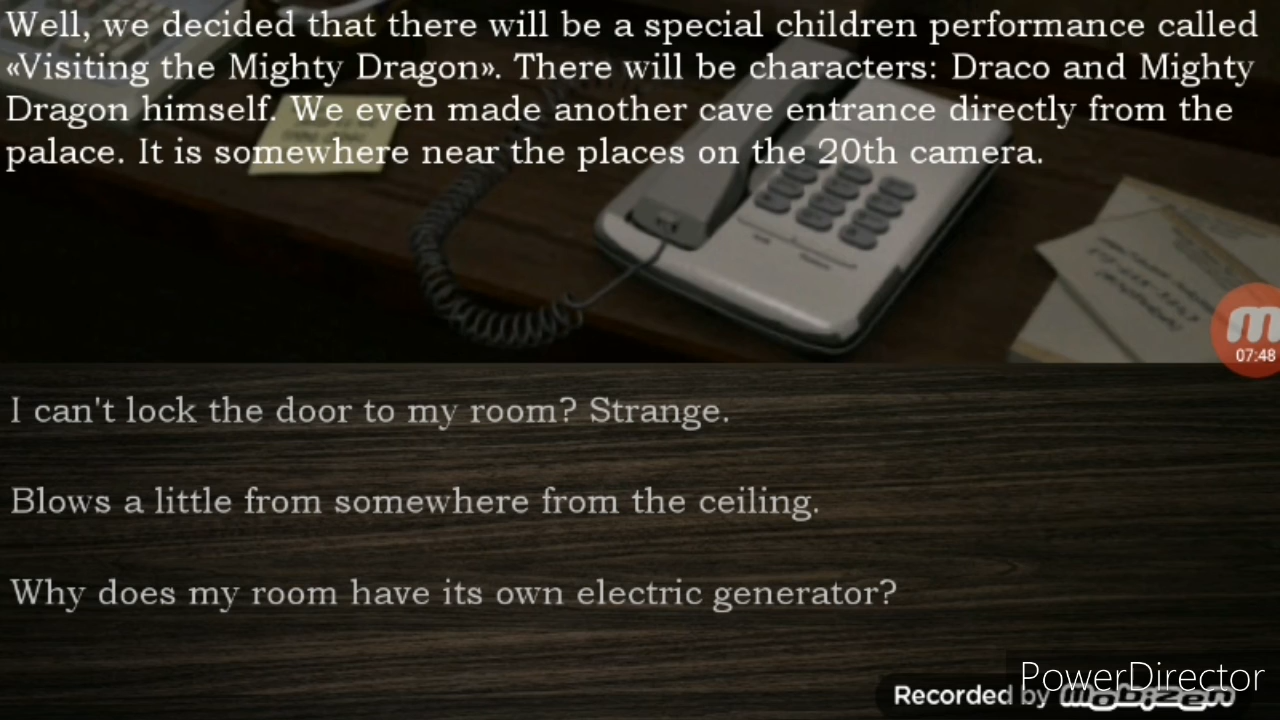 Well, we decided that there will be a special children performance called
«Visiting the Mighty Dragon». There will be characters: Draco and Mighty
Dragon himself. We even made another cave entrance directly from the
palace. It is somewhere near the places on the 20th camera.
07:48
I can't lock the door to my room? Strange.
Blows a little from somewhere from the ceiling.
Why does my room have its own electric generator?
PowerDirector
Recorded by mobizen